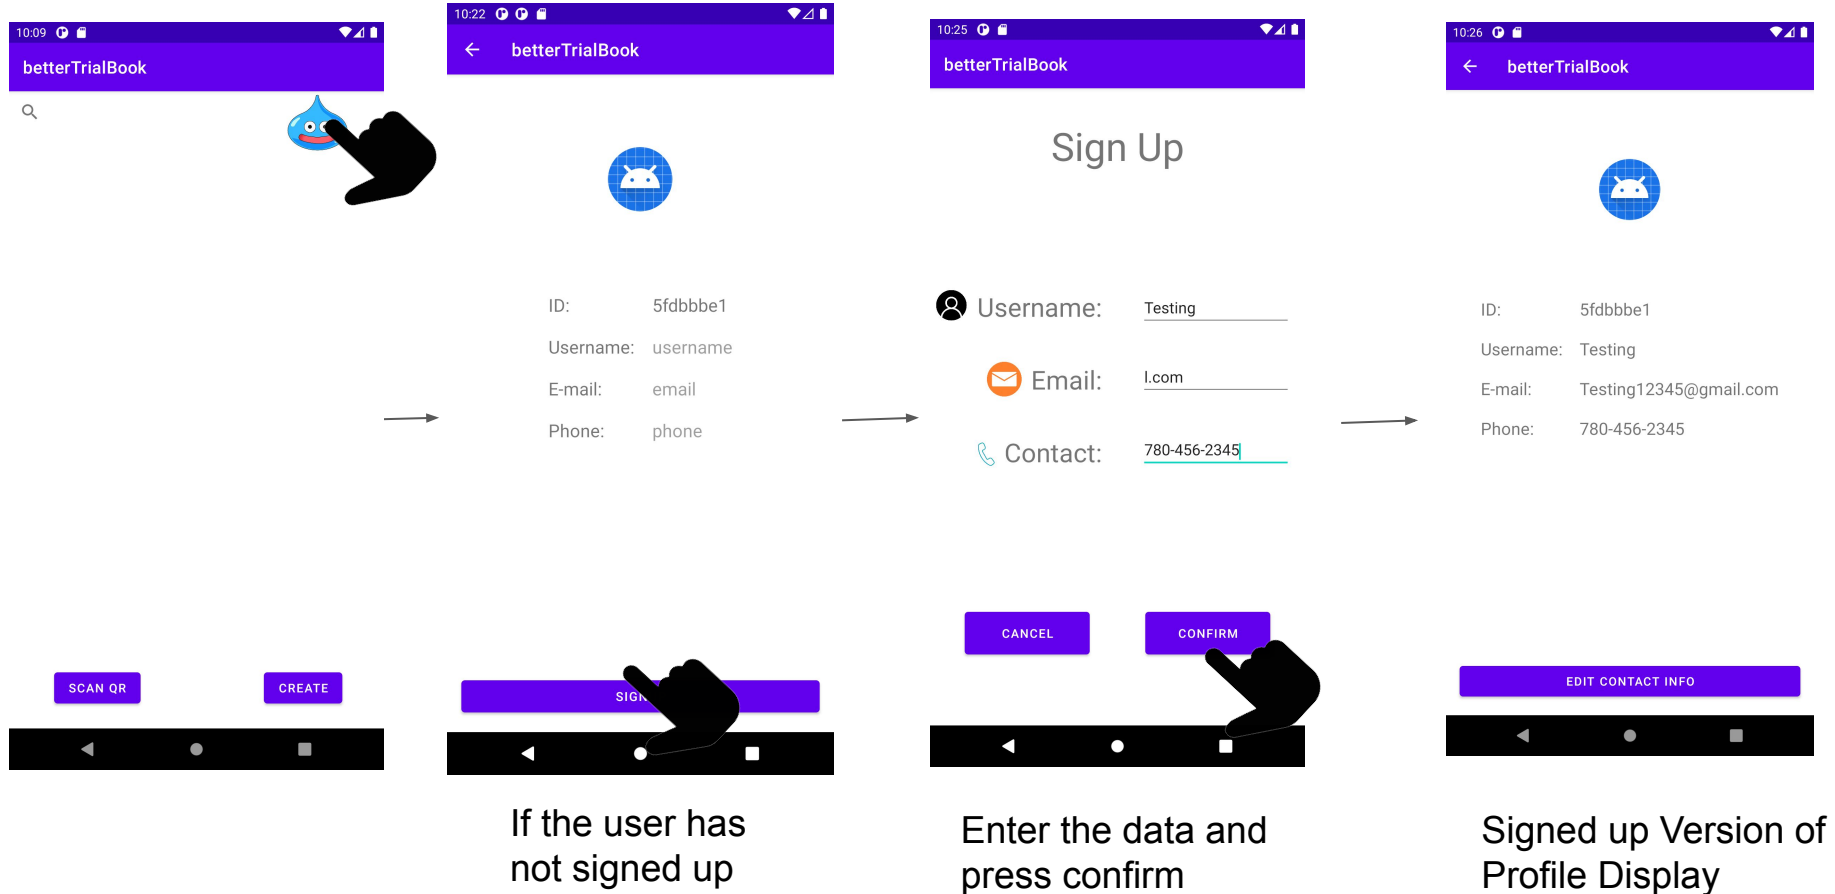 10:09
betterTrialBook
SCAN QR
CREATE
10:22
betterTrialBook
ID: 5fdbbbe1
Username: username
E-mail: email
Phone: phone
SIGN
If the user has
not signed up
10:25
betterTrialBook
Sign Up
Username: Testing
Email: l.com
Contact: 780-456-2345
CANCEL
CONFIRM
Enter the data and
press confirm
10:26
betterTrialBook
ID: 5fdbbbe1
Username: Testing
E-mail: Testing12345@gmail.com
Phone: 780-456-2345
EDIT CONTACT INFO
Signed up Version of
Profile Display